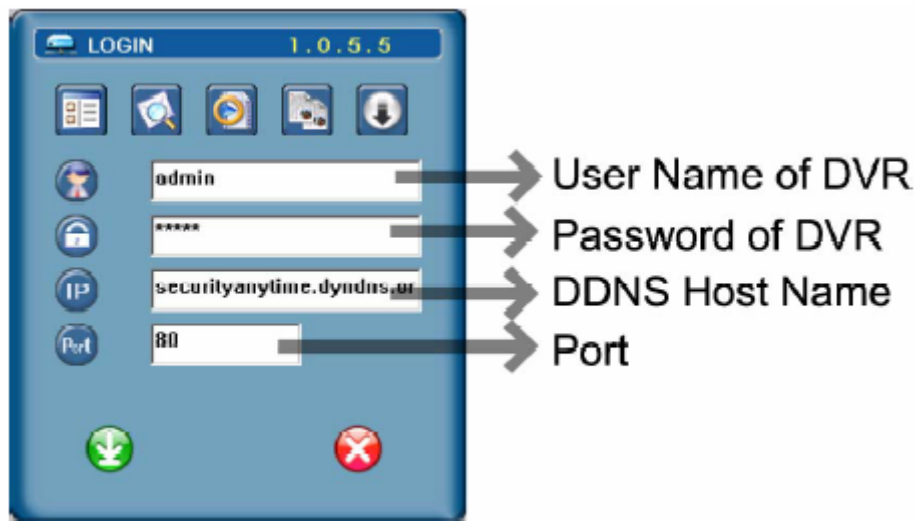 LOGIN 1.0.5.5
admin User Name of DVR
***** Password of DVR
IP securityanytime.dyndns.or DDNS Host Name
Port 80 Port